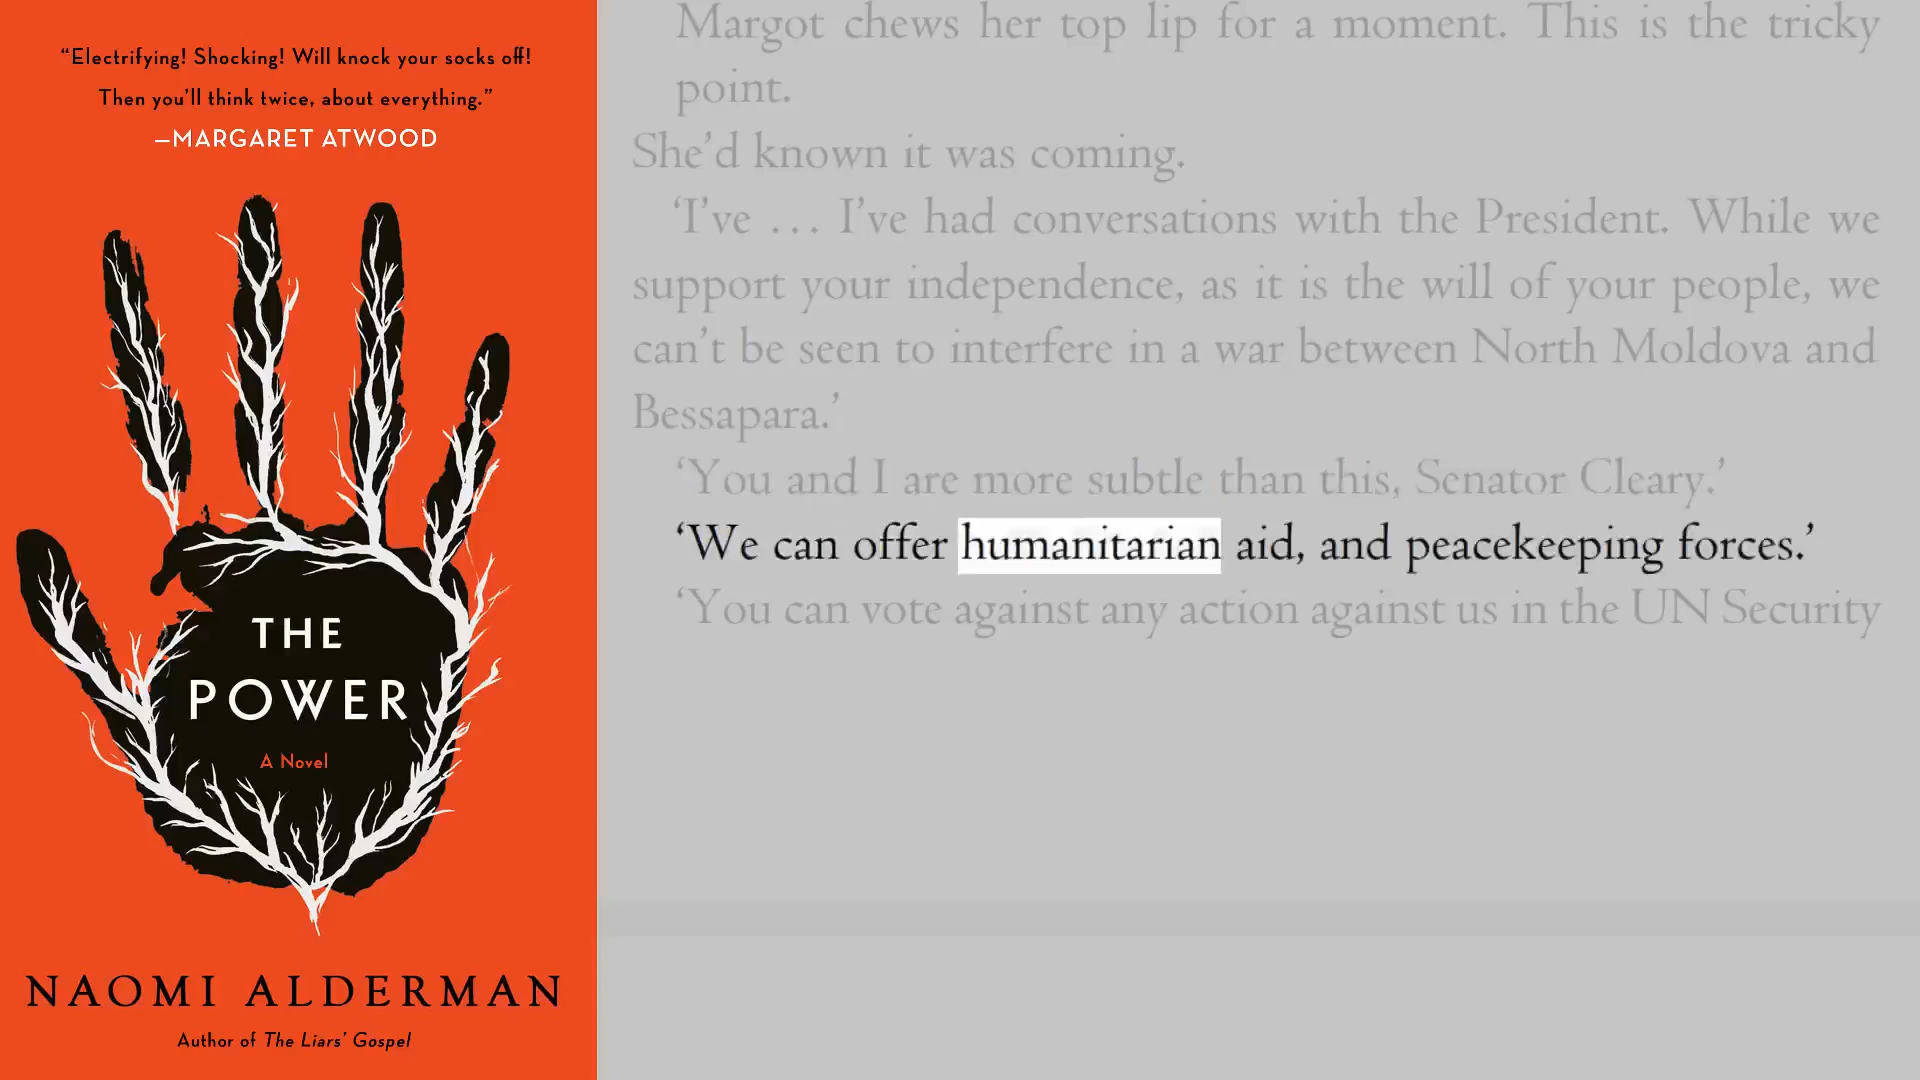 “Electrifying! Shocking! Will knock your socks off!
Then you’ll think twice, about everything.”
—MARGARET ATWOOD
THE
POWER
A Novel
NAOMI ALDERMAN
Author of The Liars’ Gospel
Margot chews her top lip for a moment. This is the tricky
point.
She’d known it was coming.
‘I’ve … I’ve had conversations with the President. While we
support your independence, as it is the will of your people, we
can’t be seen to interfere in a war between North Moldova and
Bessapara.’
‘You and I are more subtle than this, Senator Cleary.’
‘We can offer humanitarian aid, and peacekeeping forces.’
‘You can vote against any action against us in the UN Security